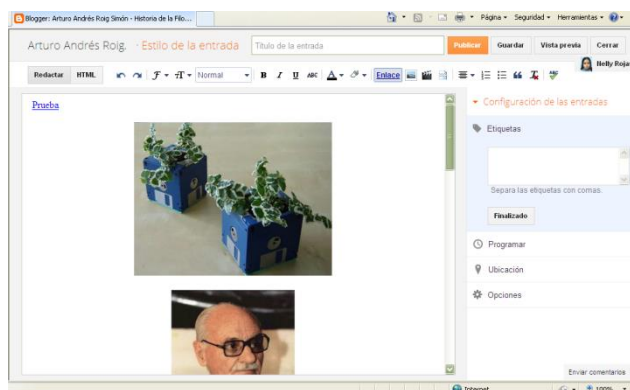 Blogger: Arturo Andrés Roig Simón - Historia de la Filo...
Página Seguridad Herramientas
Arturo Andrés Roig. · Estilo de la entrada Título de la entrada Publicar Guardar Vista previa Cerrar
Nelly Rojas
Redactar HTML Normal B I U ABC A Enlace
Prueba
Configuración de las entradas
Etiquetas
Separa las etiquetas con comas.
Finalizado
Programar
Ubicación
Opciones
Enviar comentarios
Internet 100%